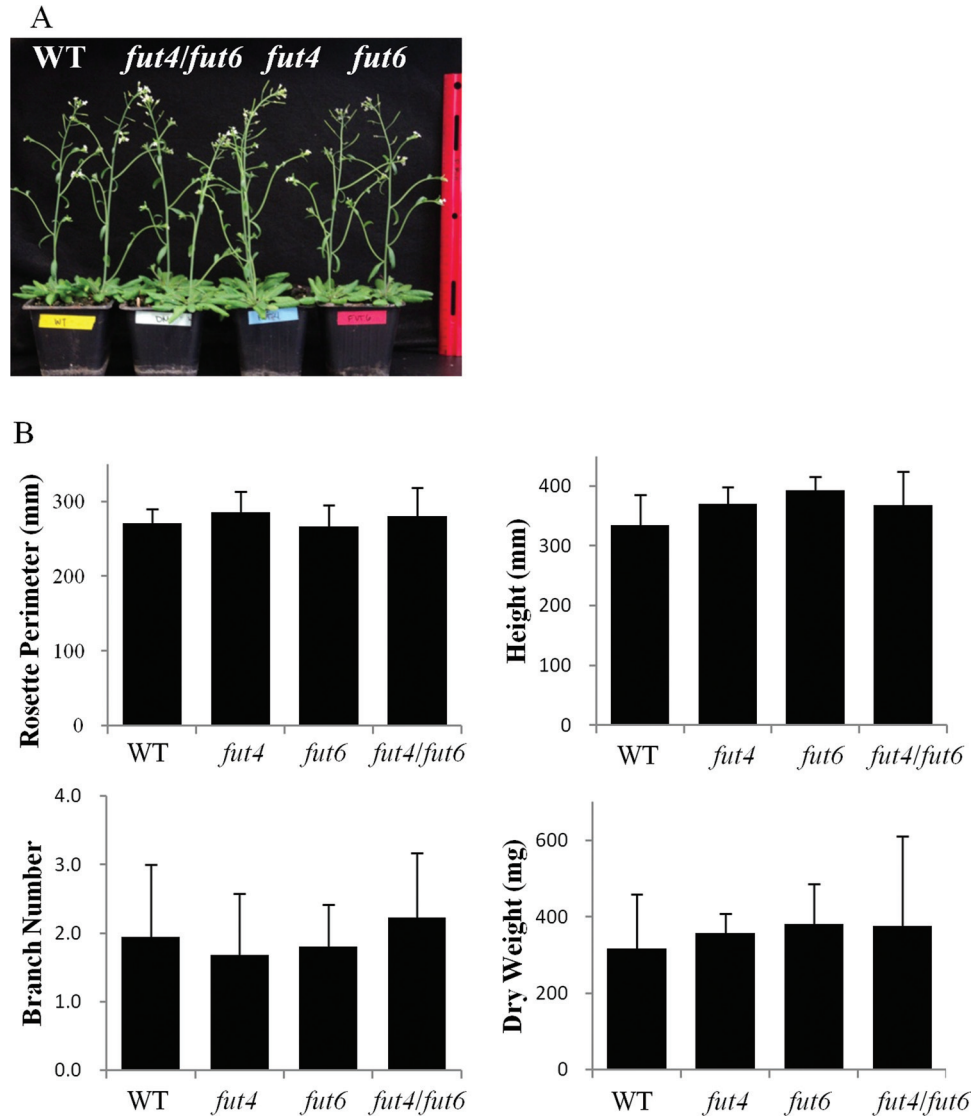 A
WT fut4/fut6 fut4 fut6
WT
FUT6
B
Rosette Perimeter (mm)
300
200
100
0
WT fut4 fut6 fut4/fut6
Height (mm)
400
300
200
100
0
WT fut4 fut6 fut4/fut6
Branch Number
4.0
3.0
2.0
1.0
0.0
WT fut4 fut6 fut4/fut6
Dry Weight (mg)
600
400
200
0
WT fut4 fut6 fut4/fut6